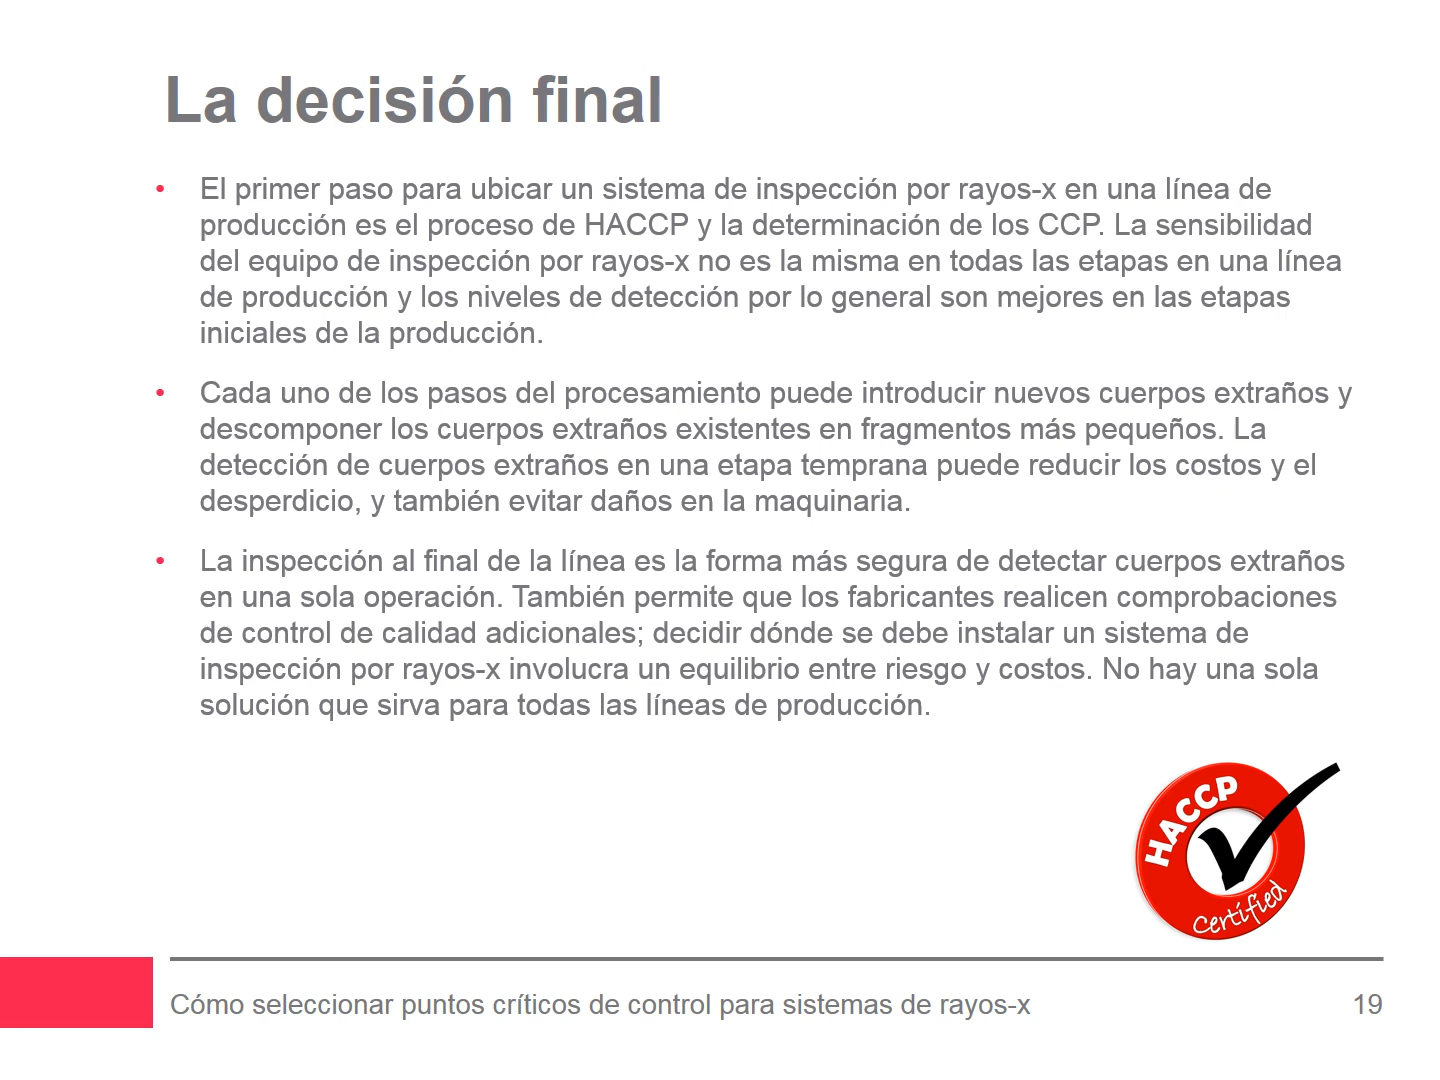 La decisión final
• El primer paso para ubicar un sistema de inspección por rayos-x en una línea de
producción es el proceso de HACCP y la determinación de los CCP. La sensibilidad
del equipo de inspección por rayos-x no es la misma en todas las etapas en una línea
de producción y los niveles de detección por lo general son mejores en las etapas
iniciales de la producción.
• Cada uno de los pasos del procesamiento puede introducir nuevos cuerpos extraños y
descomponer los cuerpos extraños existentes en fragmentos más pequeños. La
detección de cuerpos extraños en una etapa temprana puede reducir los costos y el
desperdicio, y también evitar daños en la maquinaria.
• La inspección al final de la línea es la forma más segura de detectar cuerpos extraños
en una sola operación. También permite que los fabricantes realicen comprobaciones
de control de calidad adicionales; decidir dónde se debe instalar un sistema de
inspección por rayos-x involucra un equilibrio entre riesgo y costos. No hay una sola
solución que sirva para todas las líneas de producción.
HACCP
Certified
Cómo seleccionar puntos críticos de control para sistemas de rayos-x
19